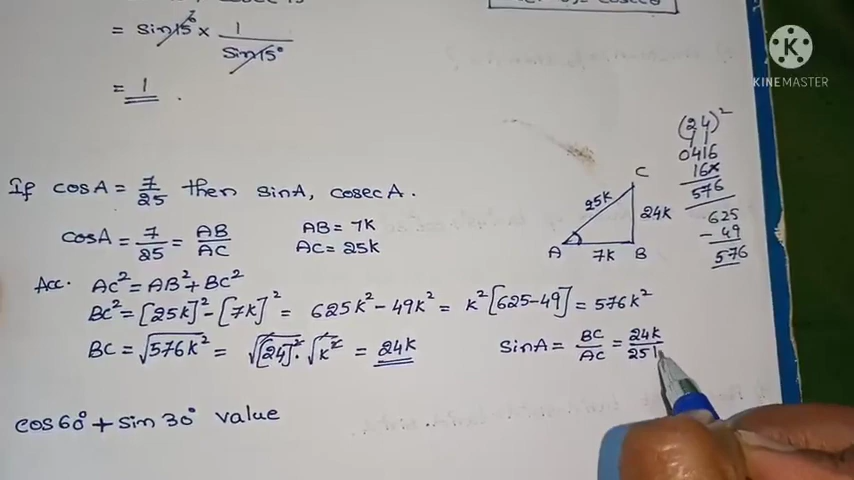 = sin15° × 1/sin15°
= 1 .
If cosA = 7/25 then sinA, cosecA.
cosA = 7/25 = AB/AC
AB = 7k
AC = 25k
Acc. AC² = AB² + BC²
BC² = [25k]² - [7k]² = 625k² - 49k² = k²[625-49] = 576k²
BC = √576k² = √[24]² . √k² = 24k
sinA = BC/AC = 24k/25
cos60° + sin30° value
C
25k
24k
A
7k
B
(24)²
0416
16×
576
625
- 49
576
K
KINEMASTER